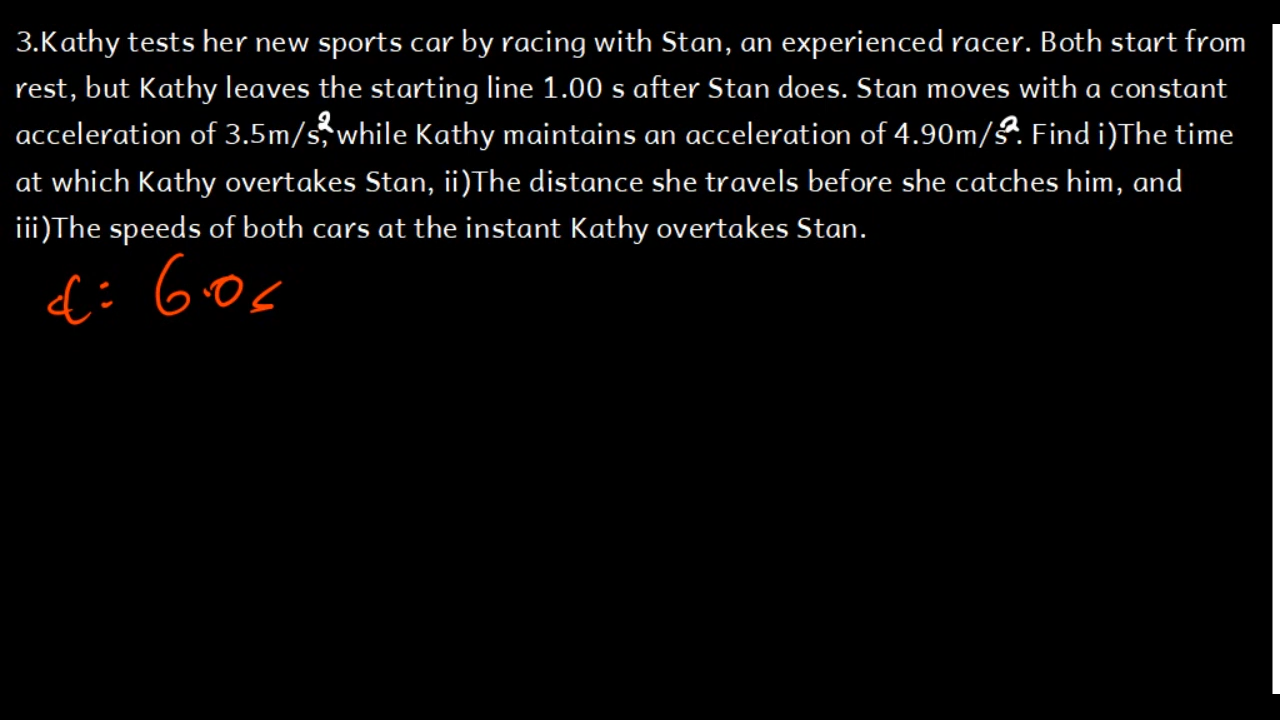 3.Kathy tests her new sports car by racing with Stan, an experienced racer. Both start from
rest, but Kathy leaves the starting line 1.00 s after Stan does. Stan moves with a constant
acceleration of 3.5m/s², while Kathy maintains an acceleration of 4.90m/s². Find i)The time
at which Kathy overtakes Stan, ii)The distance she travels before she catches him, and
iii)The speeds of both cars at the instant Kathy overtakes Stan.
t = 6.0s